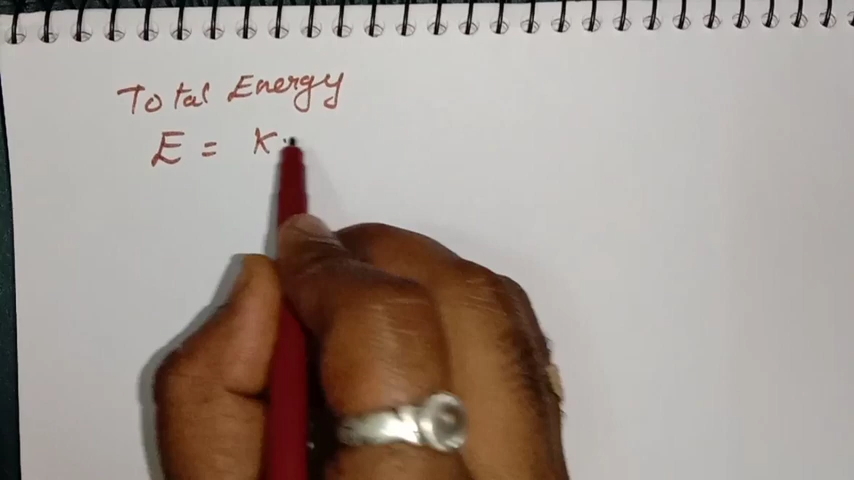 Total Energy
E = K